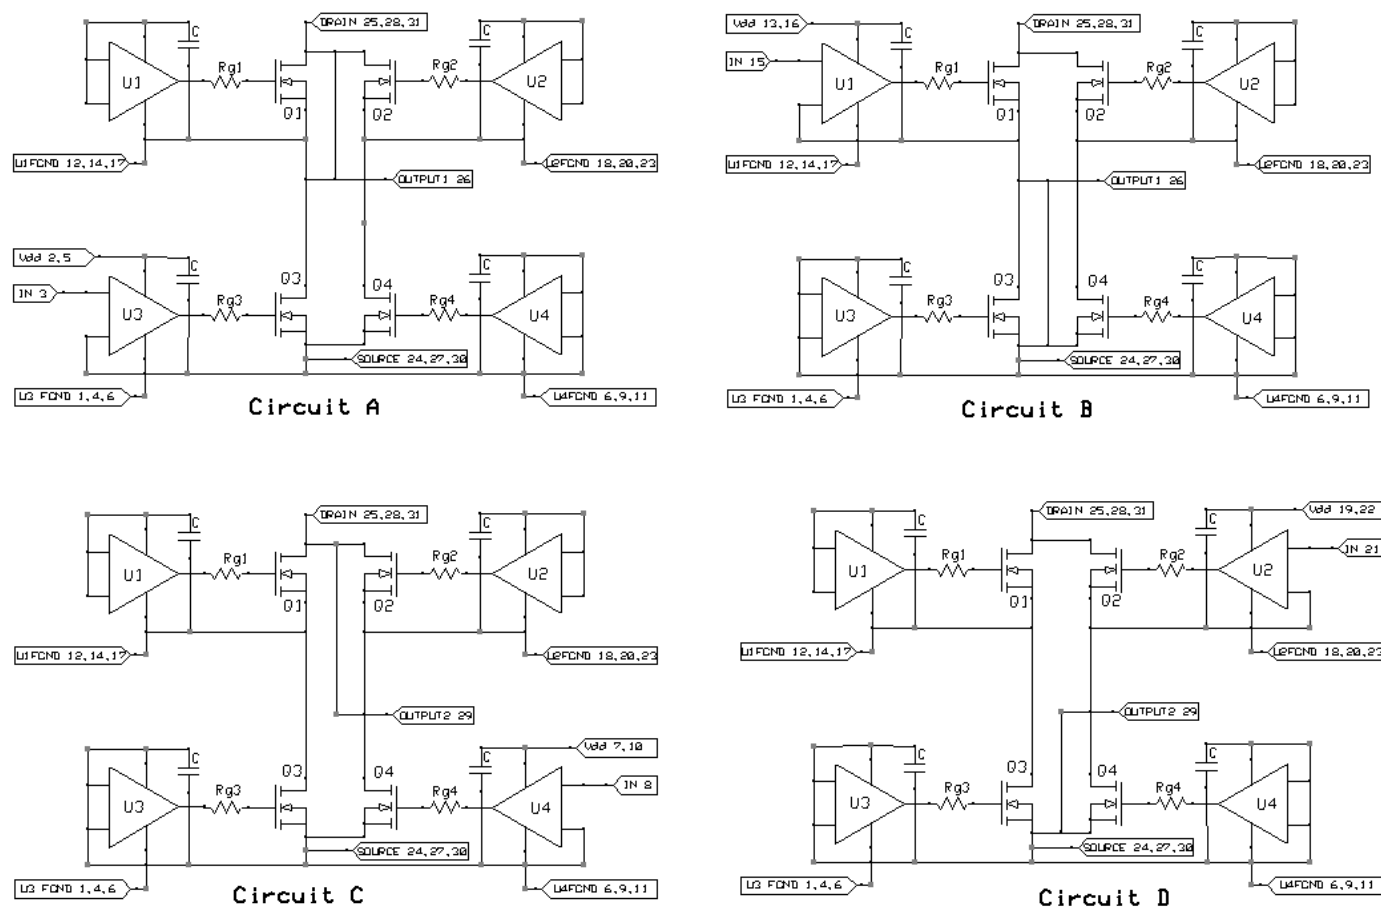 DRAIN 25,28,31
C
C
Rg1
Rg2
U1
U2
Q1
Q2
U1FGND 12,14,17
U2FGND 18,20,23
OUTPUT1 26
Vdd 2,5
C
C
IN 3
Q3
Q4
Rg3
Rg4
U3
U4
SOURCE 24,27,30
U3 FGND 1,4,6
U4FGND 6,9,11
Circuit A
Vdd 13,16
DRAIN 25,28,31
C
C
IN 15
Rg1
Rg2
U1
U2
Q1
Q2
U1FGND 12,14,17
U2FGND 18,20,23
OUTPUT1 26
C
C
Q3
Q4
Rg3
Rg4
U3
U4
SOURCE 24,27,30
U3 FGND 1,4,6
U4FGND 6,9,11
Circuit B
DRAIN 25,28,31
C
C
Rg1
Rg2
U1
U2
Q1
Q2
U1FGND 12,14,17
U2FGND 18,20,23
OUTPUT2 29
Vdd 7,10
C
C
IN 8
Q3
Q4
Rg3
Rg4
U3
U4
SOURCE 24,27,30
U3 FGND 1,4,6
U4FGND 6,9,11
Circuit C
DRAIN 25,28,31
Vdd 19,22
C
C
IN 21
Rg1
Rg2
U1
U2
Q1
Q2
U1FGND 12,14,17
U2FGND 18,20,23
OUTPUT2 29
C
C
Q3
Q4
Rg3
Rg4
U3
U4
SOURCE 24,27,30
U3 FGND 1,4,6
U4FGND 6,9,11
Circuit D